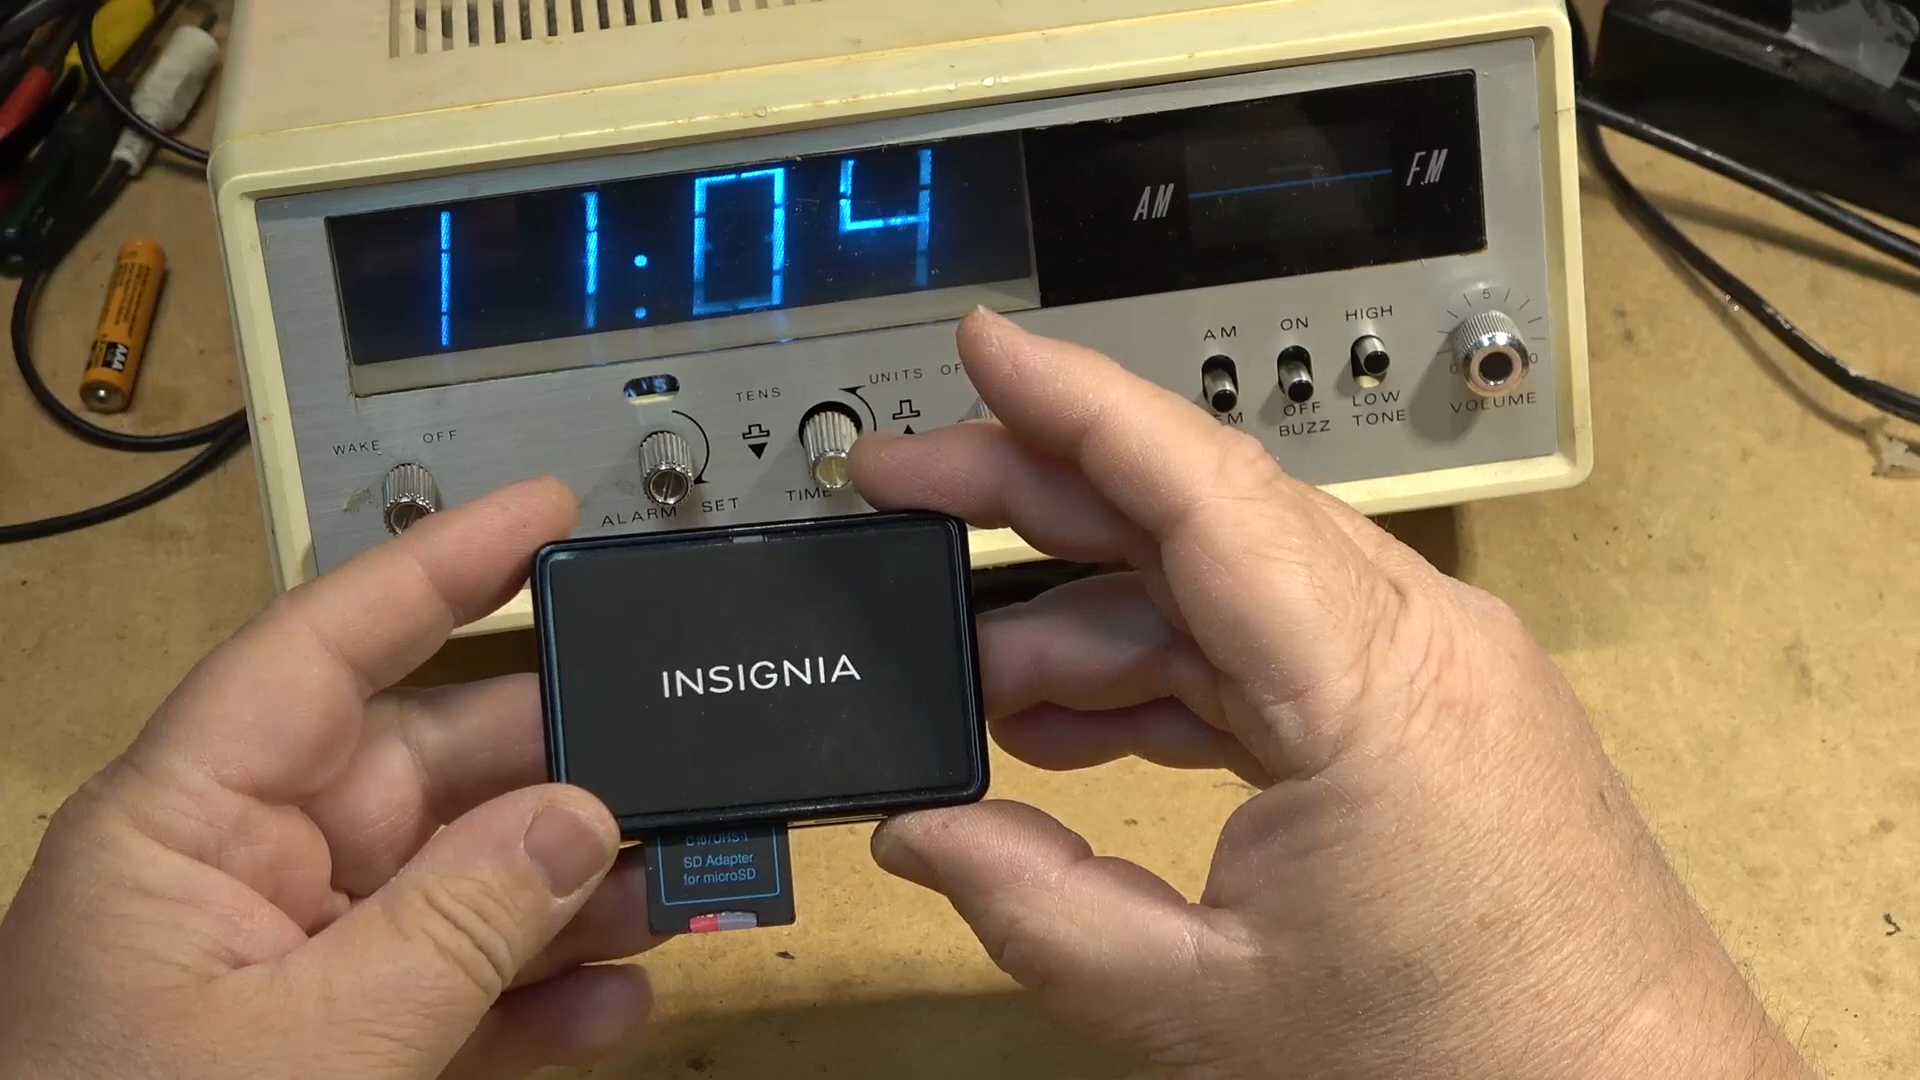 11:04
AM
FM
WAKE
OFF
ALARM SET
TENS
UNITS
TIME
AM
ON
OFF
BUZZ
HIGH
LOW
TONE
5
VOLUME
AAA
INSIGNIA
SD Adapter
for microSD